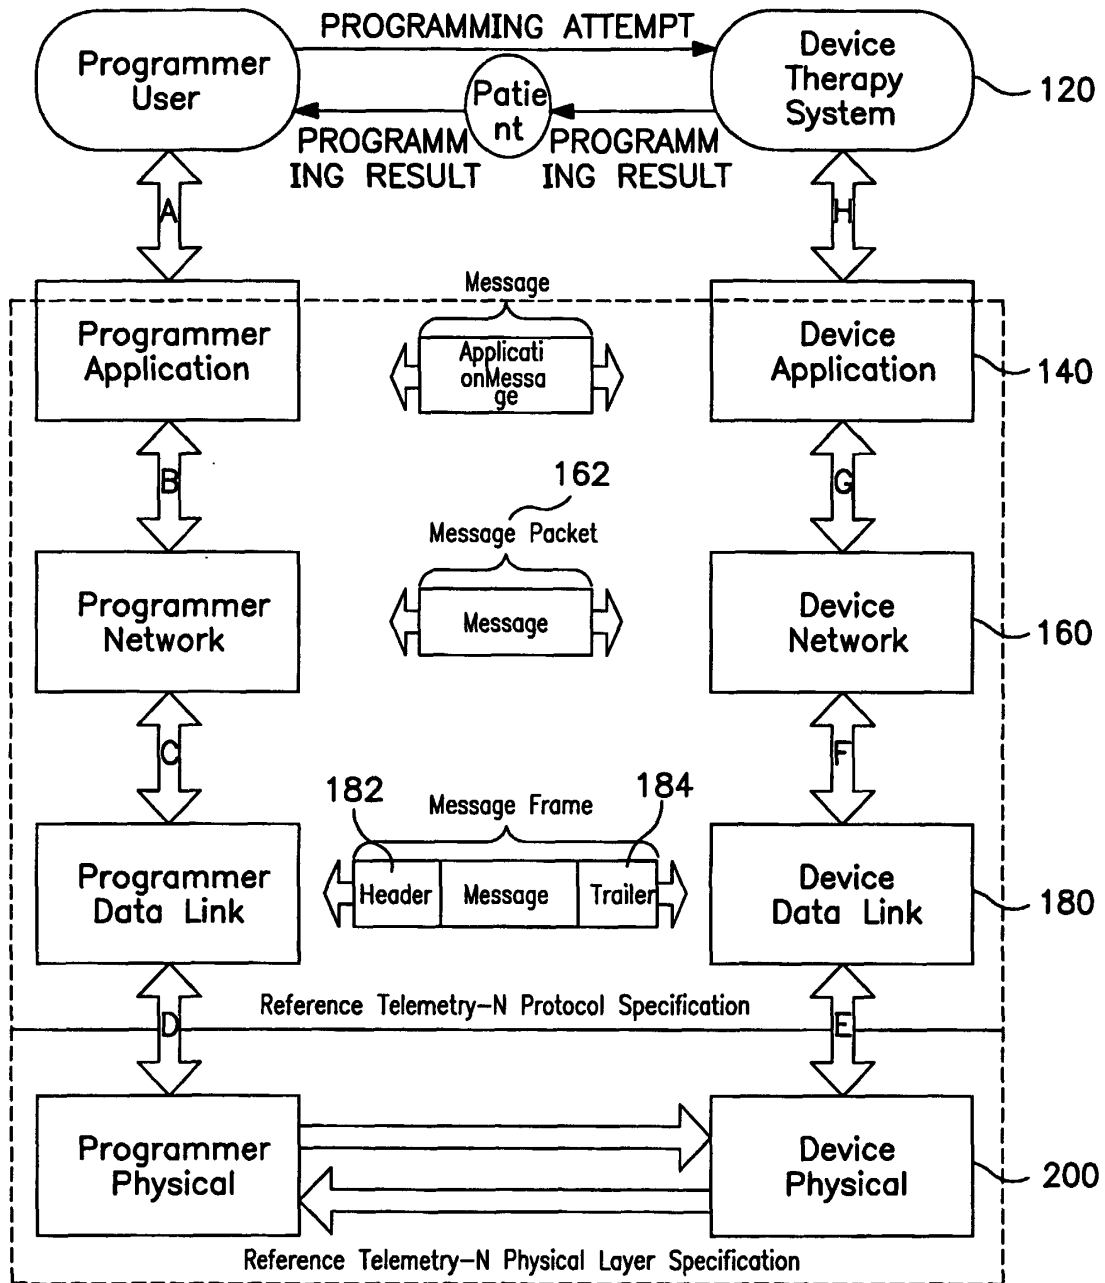 PROGRAMMING ATTEMPT
Programmer
User
Device
Therapy
System
120
Patie
nt
PROGRAMM
ING RESULT
PROGRAMM
ING RESULT
A
H
Message
Programmer
Application
Applicati
onMessa
ge
Device
Application
140
B
G
162
Message Packet
Programmer
Network
Message
Device
Network
160
C
F
182
Message Frame
184
Programmer
Data Link
Header
Message
Trailer
Device
Data Link
180
Reference Telemetry-N Protocol Specification
D
E
Programmer
Physical
Device
Physical
200
Reference Telemetry-N Physical Layer Specification